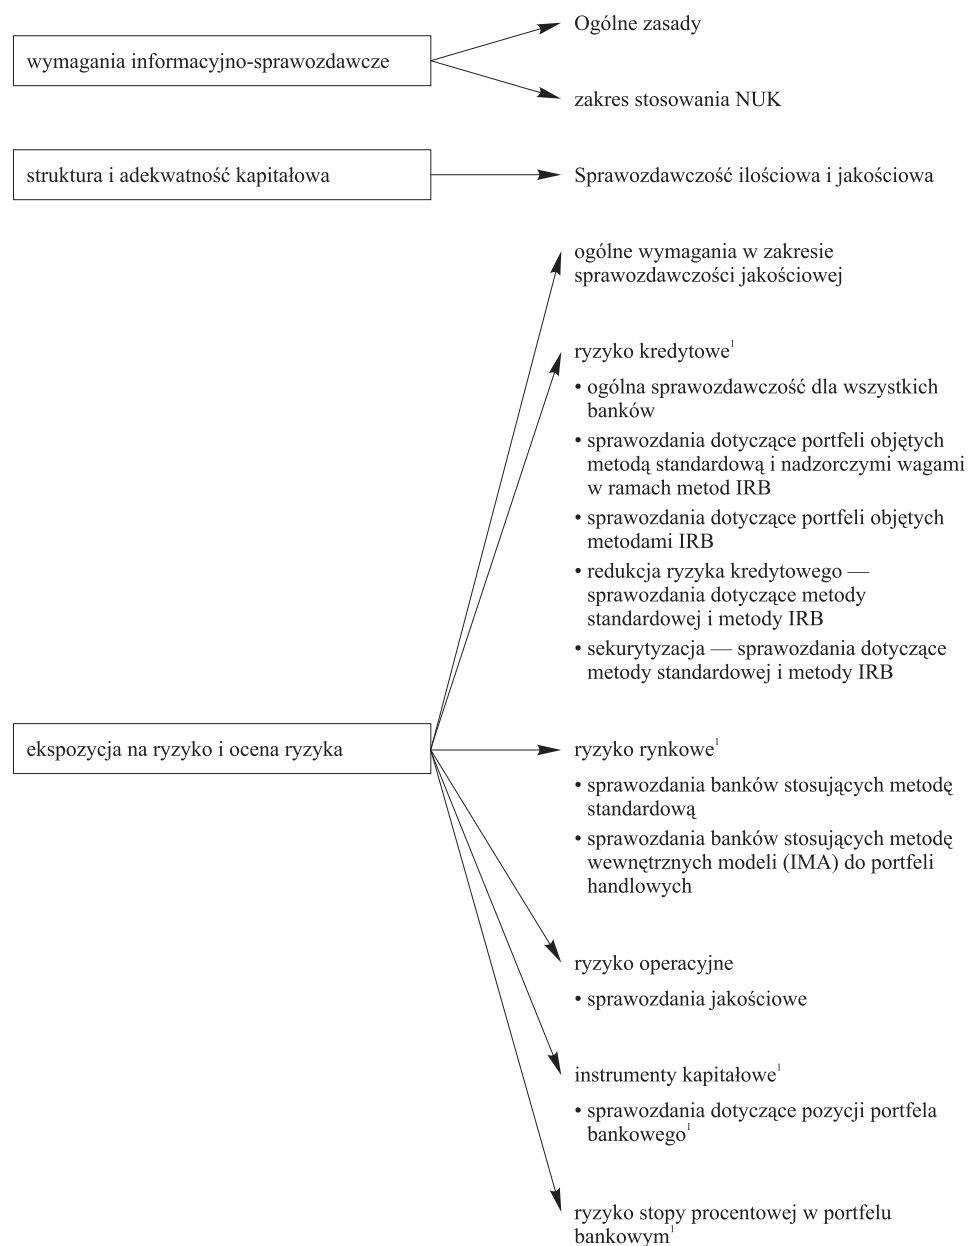 wymagania informacyjno-sprawozdawcze
Ogólne zasady
zakres stosowania NUK
struktura i adekwatność kapitałowa
Sprawozdawczość ilościowa i jakościowa
ekspozycja na ryzyko i ocena ryzyka
ogólne wymagania w zakresie
sprawozdawczości jakościowej
ryzyko kredytowe¹
• ogólna sprawozdawczość dla wszystkich
banków
• sprawozdania dotyczące portfeli objętych
metodą standardową i nadzorczymi wagami
w ramach metod IRB
• sprawozdania dotyczące portfeli objętych
metodami IRB
• redukcja ryzyka kredytowego —
sprawozdania dotyczące metody
standardowej i metody IRB
• sekurytyzacja — sprawozdania dotyczące
metody standardowej i metody IRB
ryzyko rynkowe¹
• sprawozdania banków stosujących metodę
standardową
• sprawozdania banków stosujących metodę
wewnętrznych modeli (IMA) do portfeli
handlowych
ryzyko operacyjne
• sprawozdania jakościowe
instrumenty kapitałowe¹
• sprawozdania dotyczące pozycji portfela
bankowego¹
ryzyko stopy procentowej w portfelu
bankowym¹